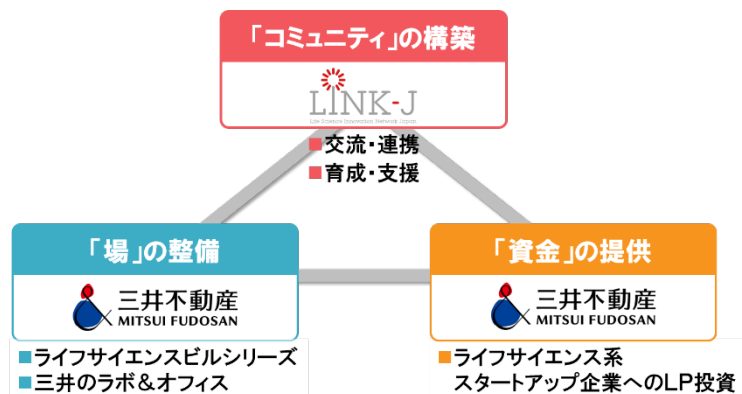 「コミュニティ」の構築
LINK-J
Life Science Innovation Network Japan
■交流・連携
■育成・支援
「場」の整備
三井不動産
MITSUI FUDOSAN
■ライフサイエンスビルシリーズ
■三井のラボ&オフィス
「資金」の提供
三井不動産
MITSUI FUDOSAN
■ライフサイエンス系
スタートアップ企業へのLP投資